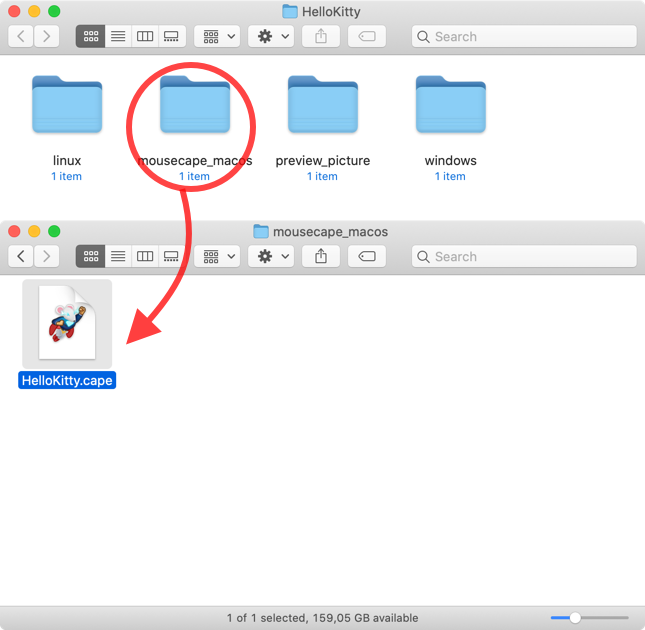 HelloKitty
Search
linux
1 item
mousecape_macos
1 item
preview_picture
1 item
windows
1 item
mousecape_macos
Search
HelloKitty.cape
1 of 1 selected, 159,05 GB available